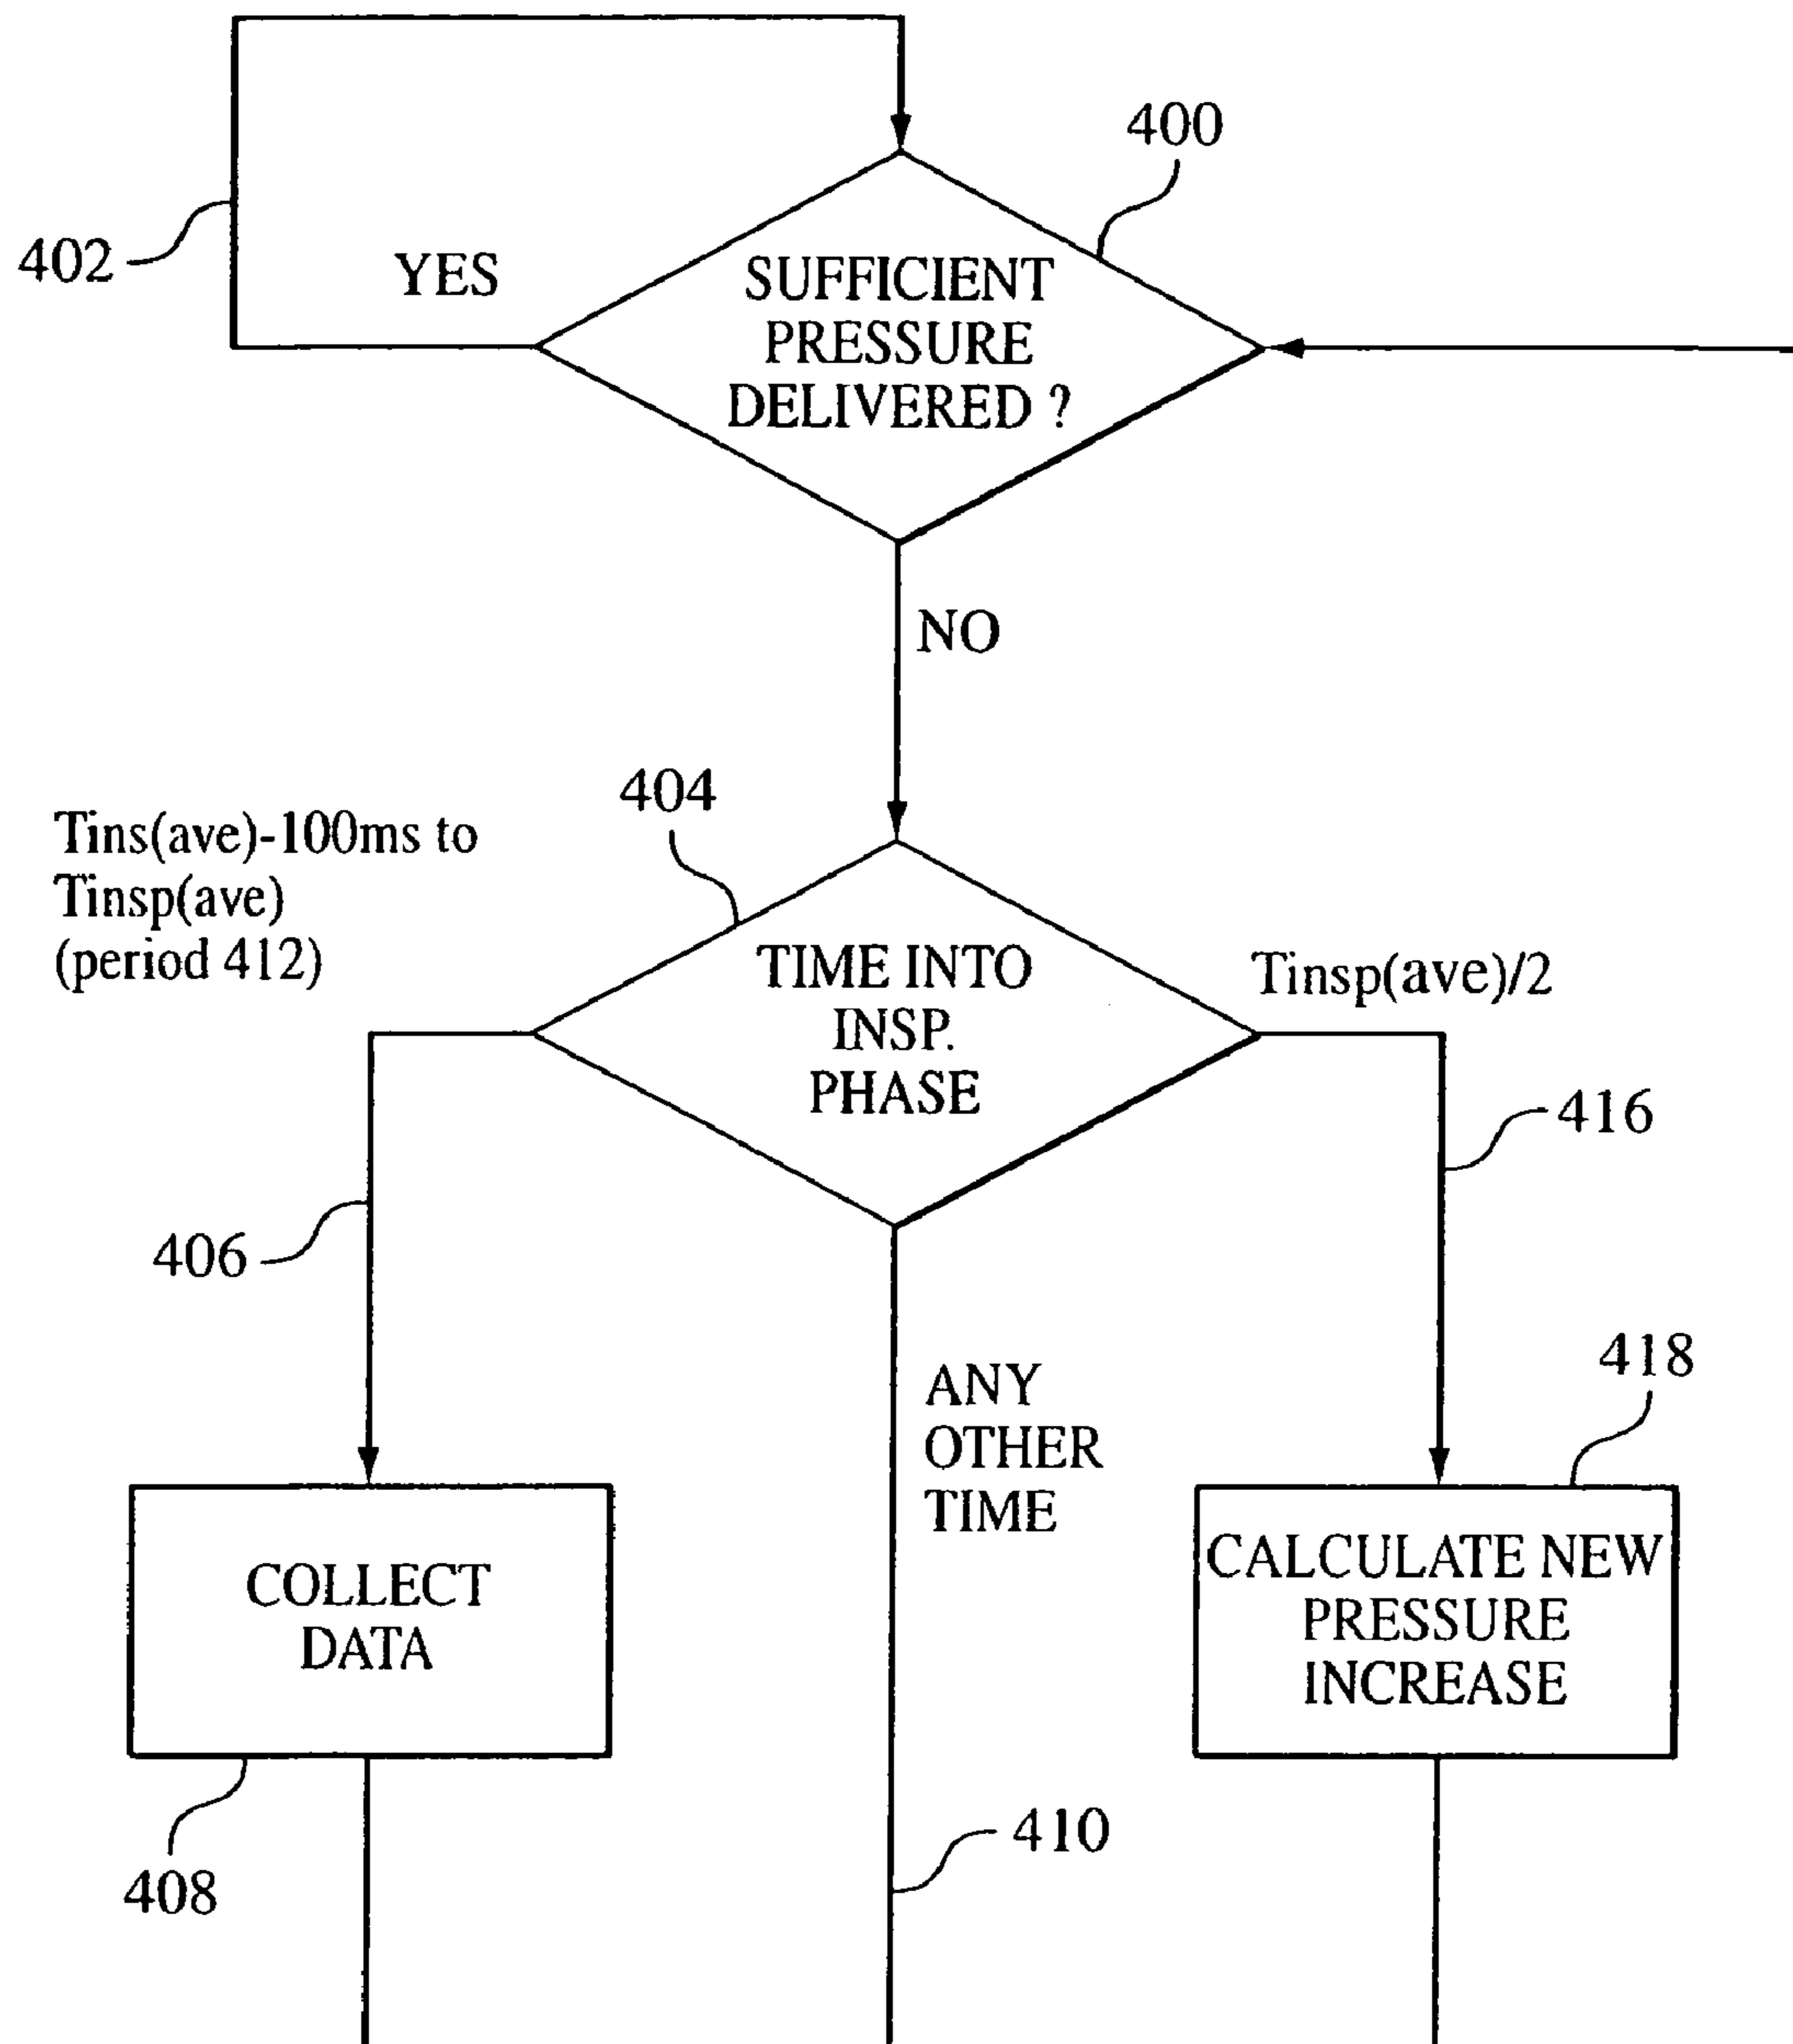 400
402
YES
SUFFICIENT
PRESSURE
DELIVERED ?
NO
404
Tins(ave)-100ms to
Tinsp(ave)
(period 412)
TIME INTO
INSP.
PHASE
Tinsp(ave)/2
416
406
418
ANY
OTHER
TIME
COLLECT
DATA
CALCULATE NEW
PRESSURE
INCREASE
410
408